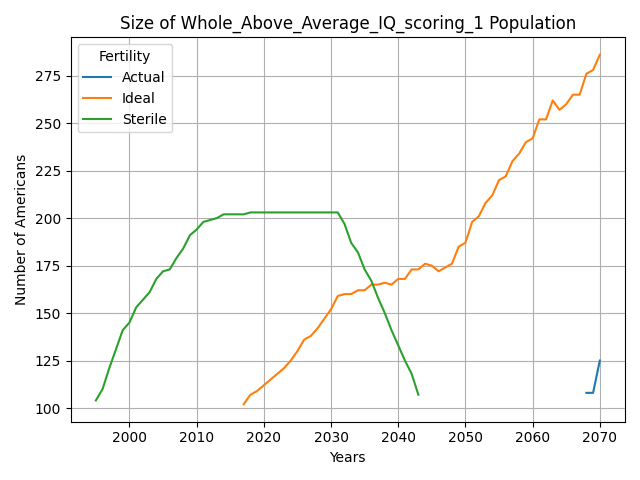 Size of Whole_Above_Average_IQ_scoring_1 Population
Fertility
Actual
Ideal
Sterile
Number of Americans
275
250
225
200
175
150
125
100
2000 2010 2020 2030 2040 2050 2060 2070
Years